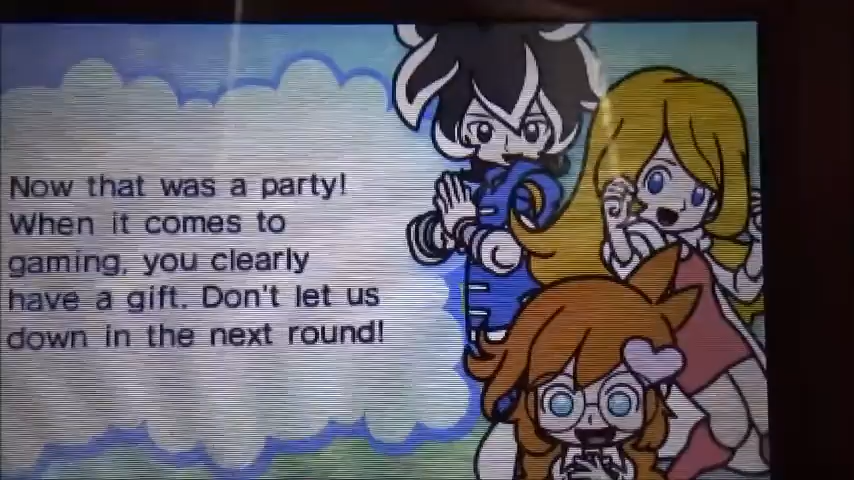 Now that was a party!
When it comes to
gaming, you clearly
have a gift. Don't let us
down in the next round!